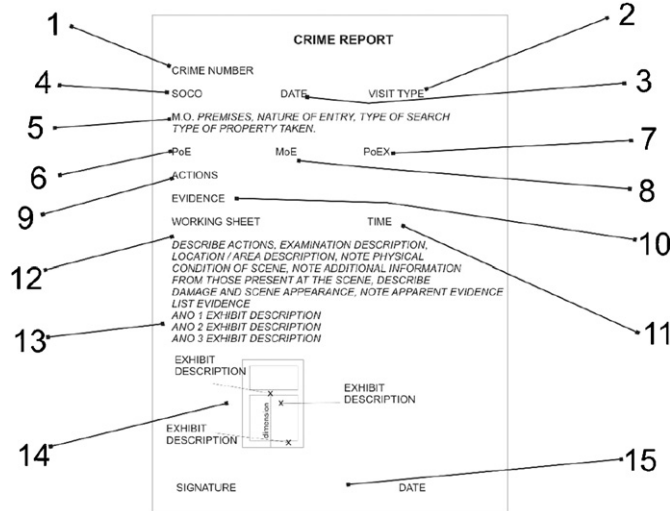 1
2
CRIME REPORT
CRIME NUMBER
4
SOCO DATE VISIT TYPE
3
5
M.O. PREMISES, NATURE OF ENTRY, TYPE OF SEARCH
TYPE OF PROPERTY TAKEN.
6
PoE MoE PoEX
7
8
9
ACTIONS
EVIDENCE
10
WORKING SHEET TIME
11
12
DESCRIBE ACTIONS, EXAMINATION DESCRIPTION,
LOCATION / AREA DESCRIPTION, NOTE PHYSICAL
CONDITION OF SCENE, NOTE ADDITIONAL INFORMATION
FROM THOSE PRESENT AT THE SCENE, DESCRIBE
DAMAGE AND SCENE APPEARANCE, NOTE APPARENT EVIDENCE
LIST EVIDENCE
13
ANO 1 EXHIBIT DESCRIPTION
ANO 2 EXHIBIT DESCRIPTION
ANO 3 EXHIBIT DESCRIPTION
EXHIBIT
DESCRIPTION
x
x
EXHIBIT
DESCRIPTION
dimension
14
EXHIBIT
DESCRIPTION
x
15
SIGNATURE DATE